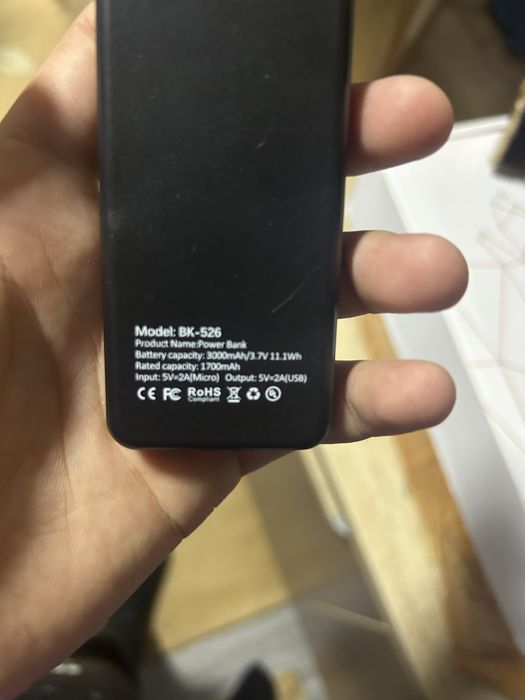 Model: BK-526
Product Name:Power Bank
Battery capacity: 3000mAh/3.7V 11.1Wh
Rated capacity: 1700mAh
Input: 5V=2A(Micro) Output: 5V=2A(USB)
CE FC RoHS
Compliant